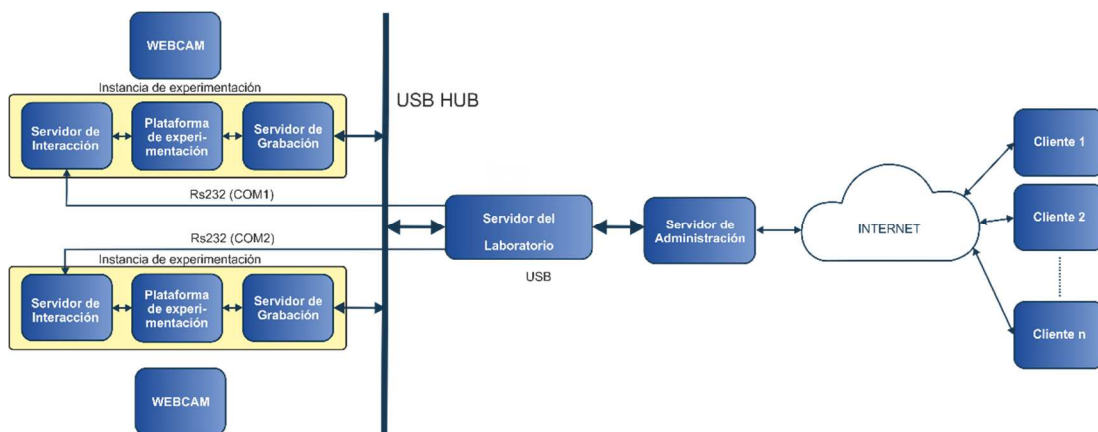 WEBCAM
Instancia de experimentación
Servidor de
Interacción
Plataforma
de experi-
mentación
Servidor de
Grabación
USB HUB
Rs232 (COM1)
Rs232 (COM2)
Instancia de experimentación
Servidor de
Interacción
Plataforma
de experi-
mentación
Servidor de
Grabación
WEBCAM
Servidor del
Laboratorio
USB
Servidor de
Administración
INTERNET
Cliente 1
Cliente 2
Cliente n